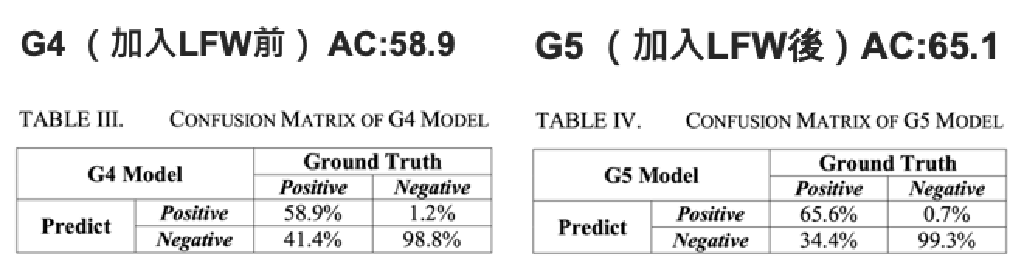 G4（加入LFW前）AC:58.9
TABLE III. CONFUSION MATRIX OF G4 MODEL
G4 Model Ground Truth
Positive Negative
Predict Positive 58.9% 1.2%
Negative 41.4% 98.8%
G5（加入LFW後）AC:65.1
TABLE IV. CONFUSION MATRIX OF G5 MODEL
G5 Model Ground Truth
Positive Negative
Predict Positive 65.6% 0.7%
Negative 34.4% 99.3%